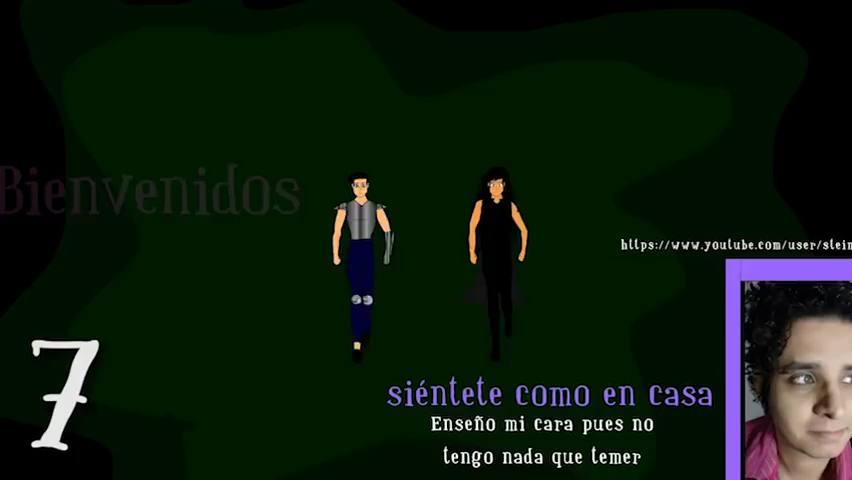 Bienvenidos
https://www.youtube.com/user/stein
7
siéntete como en casa
Enseño mi cara pues no
tengo nada que temer